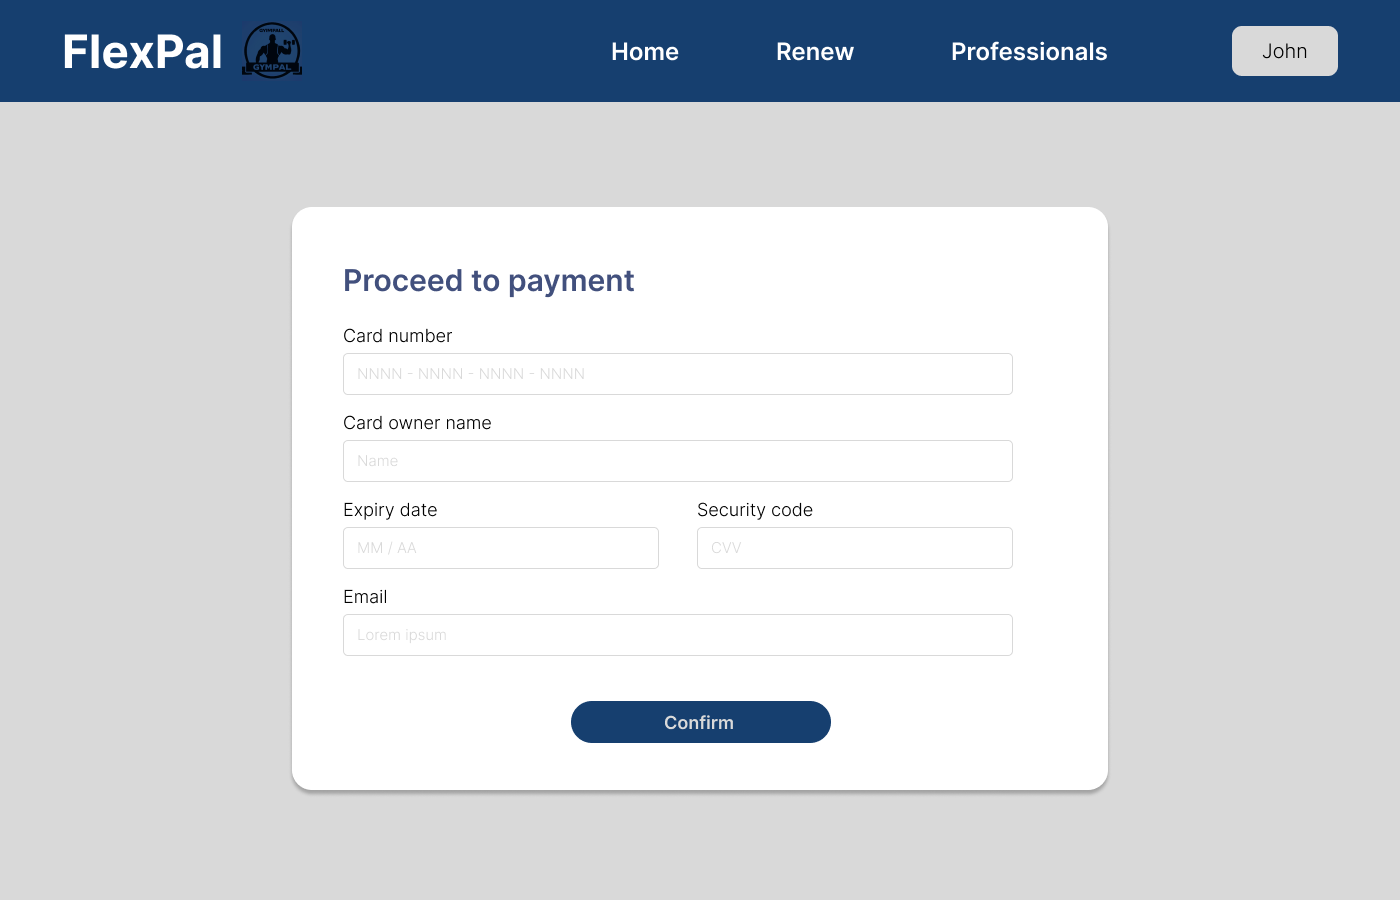 FlexPal
GYMPAL
Home Renew Professionals John
Proceed to payment
Card number
NNNN - NNNN - NNNN - NNNN
Card owner name
Name
Expiry date Security code
MM / AA CVV
Email
Lorem ipsum
Confirm